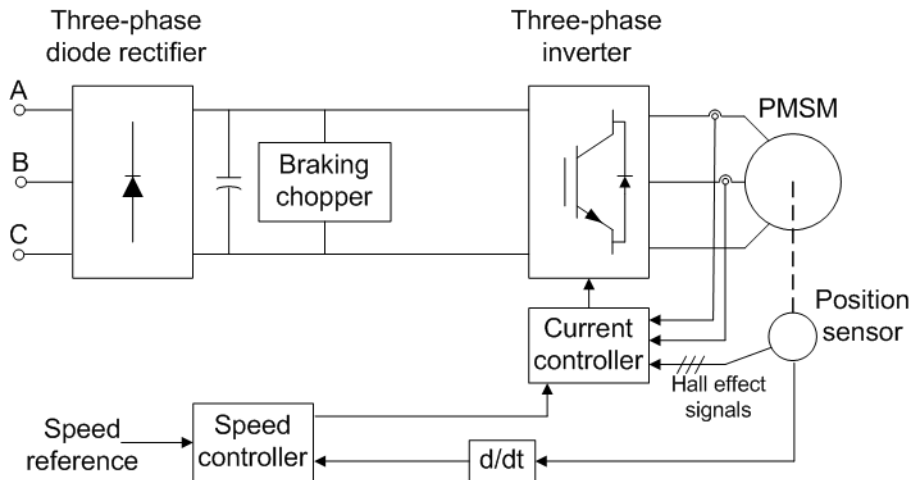 Three-phase
diode rectifier
Three-phase
inverter
A
B
C
Braking
chopper
PMSM
Position
sensor
Current
controller
Hall effect
signals
Speed
reference
Speed
controller
d/dt